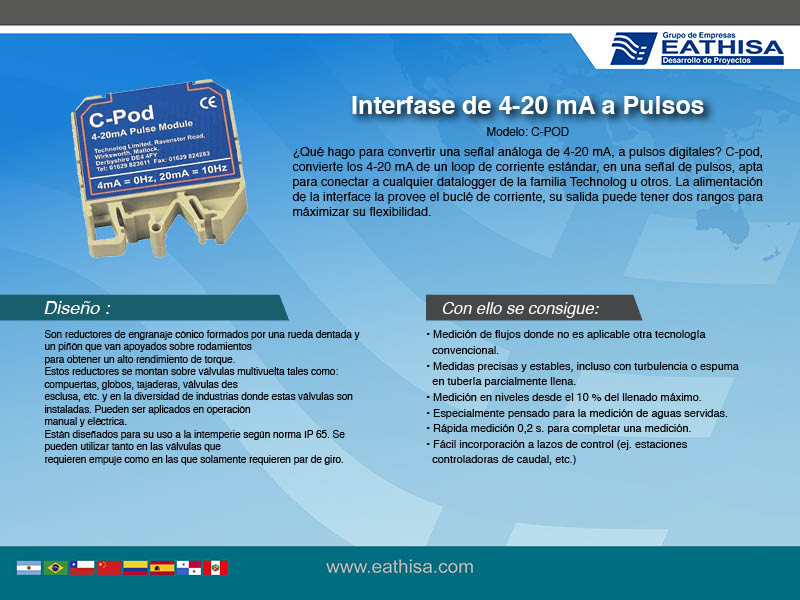 Grupo de Empresas
EATHISA
Desarrollo de Proyectos
C-Pod
CE
4-20mA Pulse Module
Technolog Limited, Ravenstor Road,
Wirksworth, Matlock,
Derbyshire DE4 4FY
Tel: 01629 823611 Fax: 01629 824283
4mA = 0Hz, 20mA = 10Hz
Interfase de 4-20 mA a Pulsos
Modelo: C-POD
¿Qué hago para convertir una señal análoga de 4-20 mA, a pulsos digitales? C-pod,
convierte los 4-20 mA de un loop de corriente estándar, en una señal de pulsos, apta
para conectar a cualquier datalogger de la familia Technolog u otros. La alimentación
de la interface la provee el buclé de corriente, su salida puede tener dos rangos para
máximizar su flexibilidad.
Diseño :
Son reductores de engranaje cónico formados por una rueda dentada y
un piñón que van apoyados sobre rodamientos
para obtener un alto rendimiento de torque.
Estos reductores se montan sobre válvulas multivuelta tales como:
compuertas, globos, tajaderas, válvulas des
esclusa, etc. y en la diversidad de industrias donde estas válvulas son
instaladas. Pueden ser aplicados en operación
manual y eléctrica.
Están diseñados para su uso a la intemperie según norma IP 65. Se
pueden utilizar tanto en las válvulas que
requieren empuje como en las que solamente requieren par de giro.
Con ello se consigue:
· Medición de flujos donde no es aplicable otra tecnología
convencional.
· Medidas precisas y estables, incluso con turbulencia o espuma
en tubería parcialmente llena.
· Medición en niveles desde el 10 % del llenado máximo.
· Especialmente pensado para la medición de aguas servidas.
· Rápida medición 0,2 s. para completar una medición.
· Fácil incorporación a lazos de control (ej. estaciones
controladoras de caudal, etc.)
www.eathisa.com